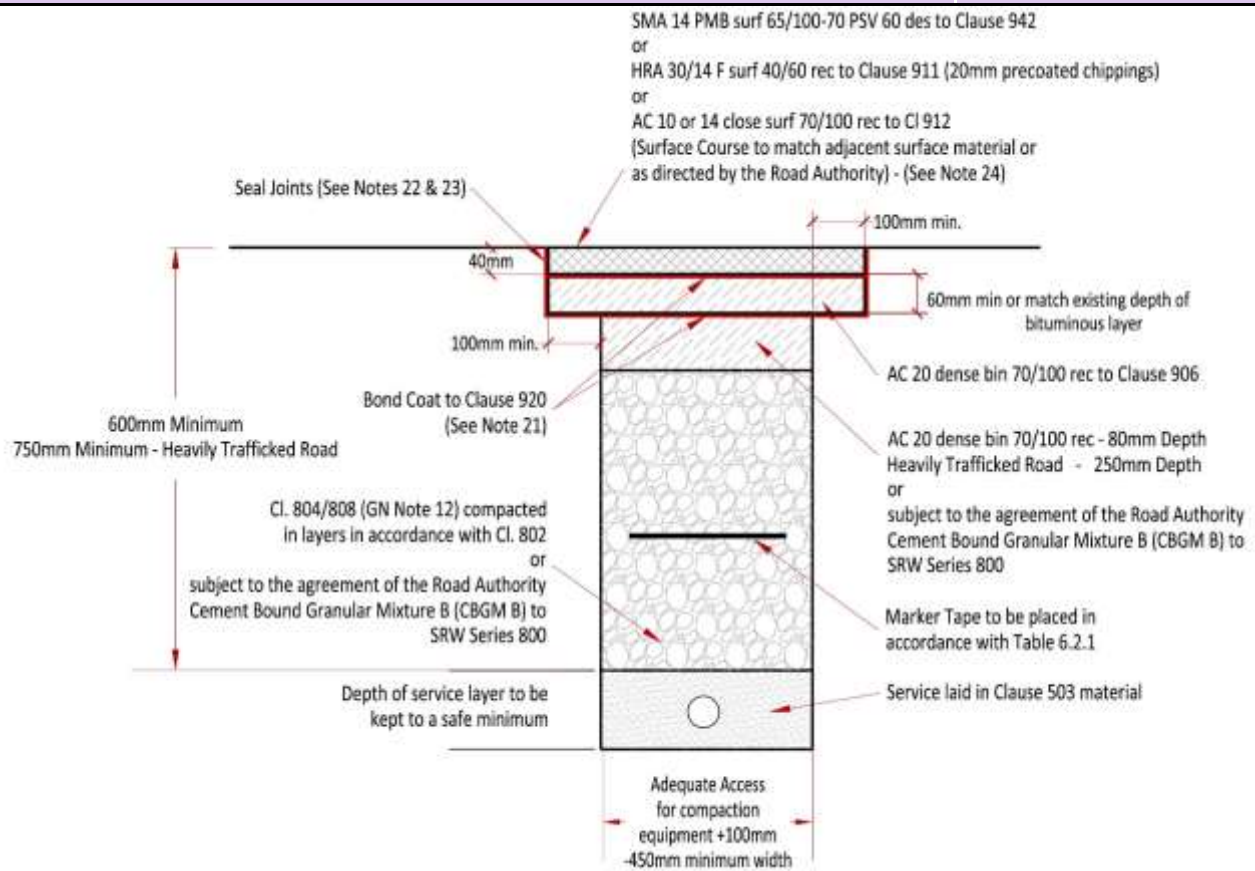 SMA 14 PMB surf 65/100-70 PSV 60 des to Clause 942
or
HRA 30/14 F surf 40/60 rec to Clause 911 (20mm precoated chippings)
or
AC 10 or 14 close surf 70/100 rec to Cl 912
(Surface Course to match adjacent surface material or
as directed by the Road Authority) - (See Note 24)
Seal Joints (See Notes 22 & 23)
100mm min.
40mm
60mm min or match existing depth of
bituminous layer
100mm min.
AC 20 dense bin 70/100 rec to Clause 906
Bond Coat to Clause 920
(See Note 21)
600mm Minimum
750mm Minimum - Heavily Trafficked Road
AC 20 dense bin 70/100 rec - 80mm Depth
Heavily Trafficked Road - 250mm Depth
or
subject to the agreement of the Road Authority
Cement Bound Granular Mixture B (CBGM B) to
SRW Series 800
Cl. 804/808 (GN Note 12) compacted
in layers in accordance with Cl. 802
or
subject to the agreement of the Road Authority
Cement Bound Granular Mixture B (CBGM B) to
SRW Series 800
Marker Tape to be placed in
accordance with Table 6.2.1
Depth of service layer to be
kept to a safe minimum
Service laid in Clause 503 material
Adequate Access
for compaction
equipment +100mm
-450mm minimum width